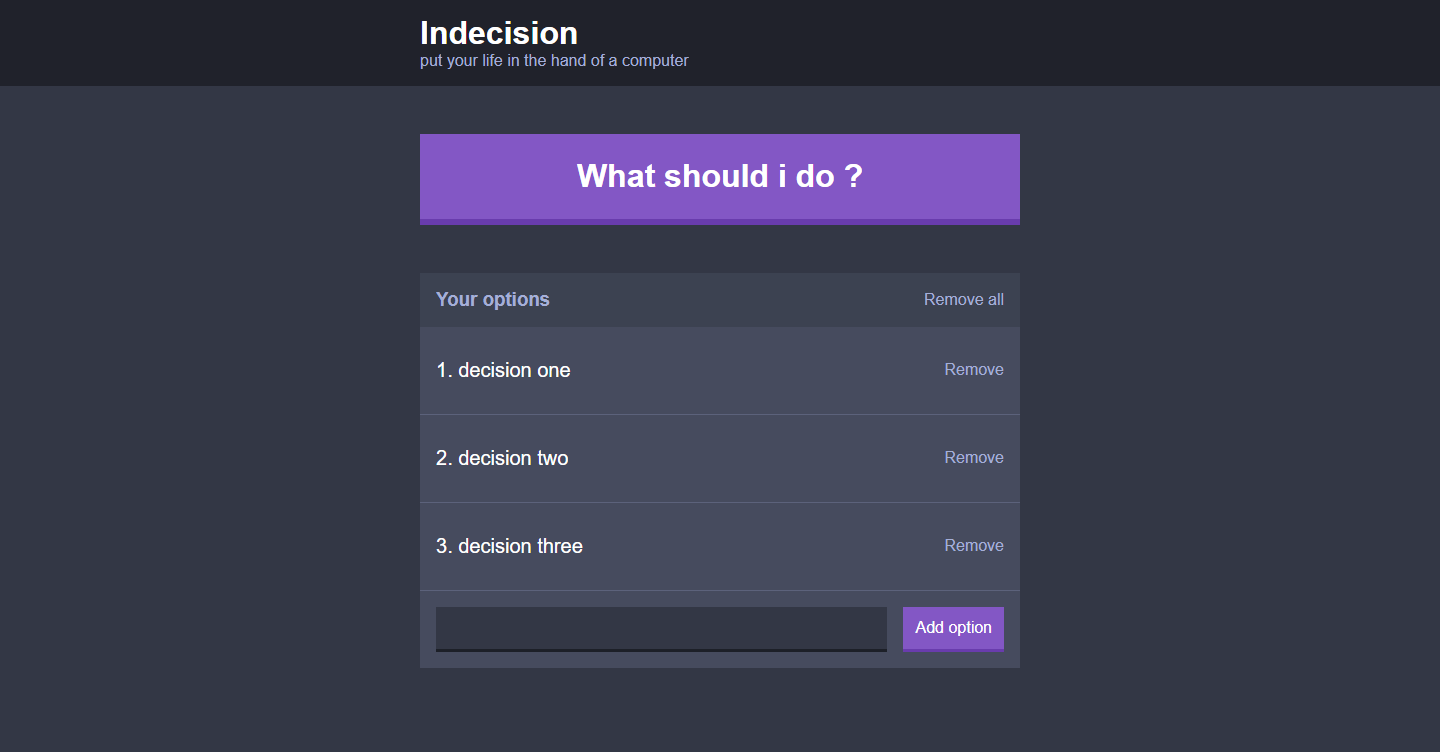 Indecision
put your life in the hand of a computer
What should i do ?
Your options Remove all
1. decision one Remove
2. decision two Remove
3. decision three Remove
Add option